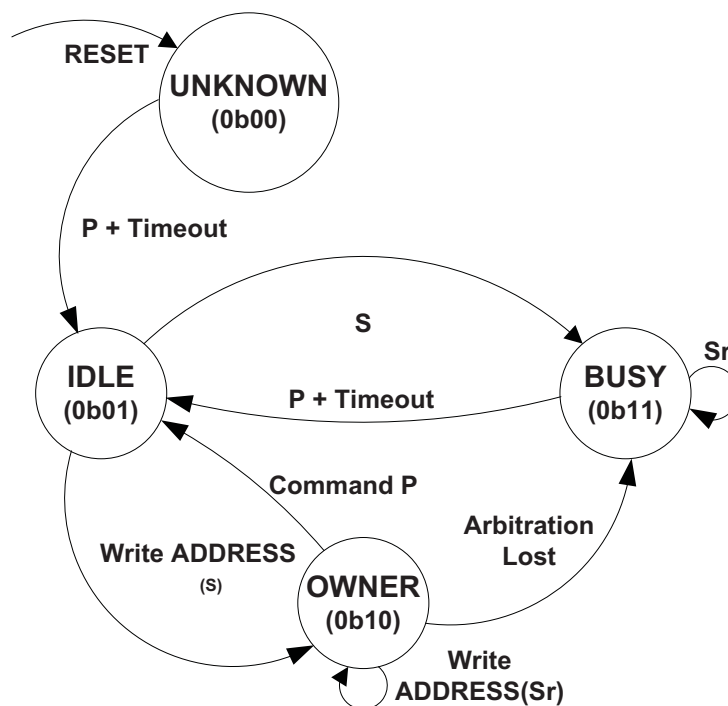 RESET
UNKNOWN
(0b00)
P + Timeout
S
IDLE
(0b01)
BUSY
(0b11)
Sr
P + Timeout
Command P
Arbitration
Lost
Write ADDRESS
(S)
OWNER
(0b10)
Write
ADDRESS(Sr)